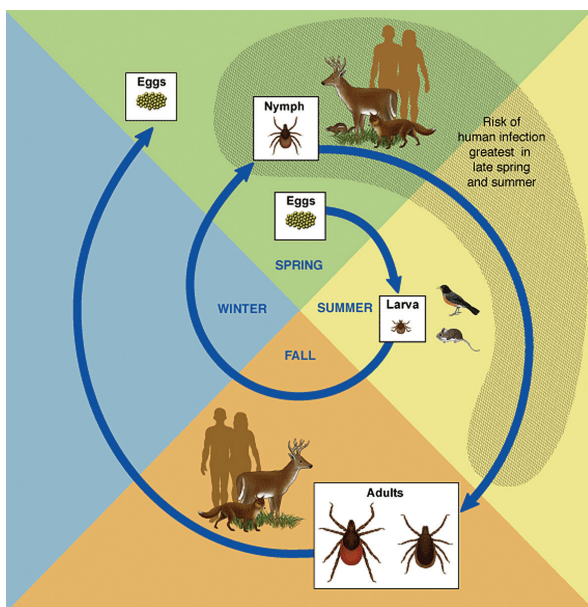 Eggs
Nymph
Risk of
human infection
greatest in
late spring
and summer
Eggs
SPRING
WINTER
SUMMER
Larva
FALL
Adults